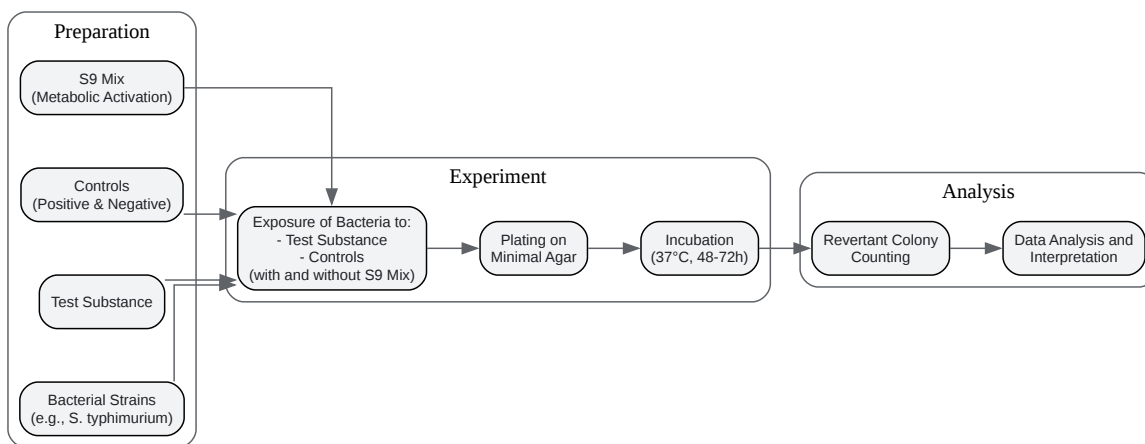 Preparation
S9 Mix
(Metabolic Activation)
Controls
(Positive & Negative)
Test Substance
Bacterial Strains
(e.g., S. typhimurium)
Experiment
Exposure of Bacteria to:
- Test Substance
- Controls
(with and without S9 Mix)
Plating on
Minimal Agar
Incubation
(37°C, 48-72h)
Analysis
Revertant Colony
Counting
Data Analysis and
Interpretation